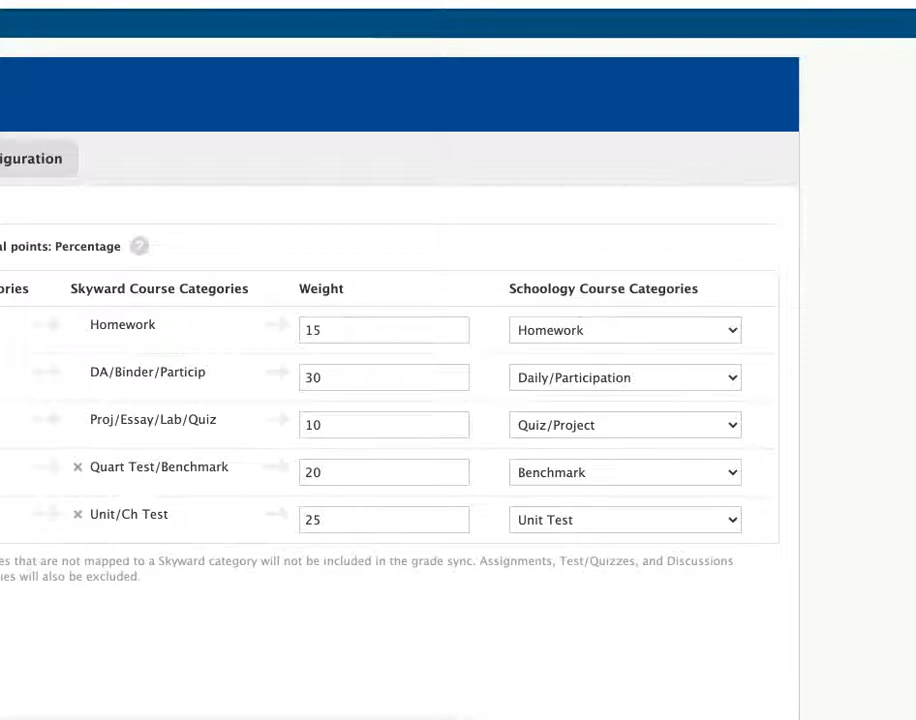 iguration
al points: Percentage ?
ories Skyward Course Categories Weight Schoology Course Categories
Homework 15 Homework
DA/Binder/Particip 30 Daily/Participation
Proj/Essay/Lab/Quiz 10 Quiz/Project
Quart Test/Benchmark 20 Benchmark
Unit/Ch Test 25 Unit Test
es that are not mapped to a Skyward category will not be included in the grade sync. Assignments, Test/Quizzes, and Discussions
ies will also be excluded.